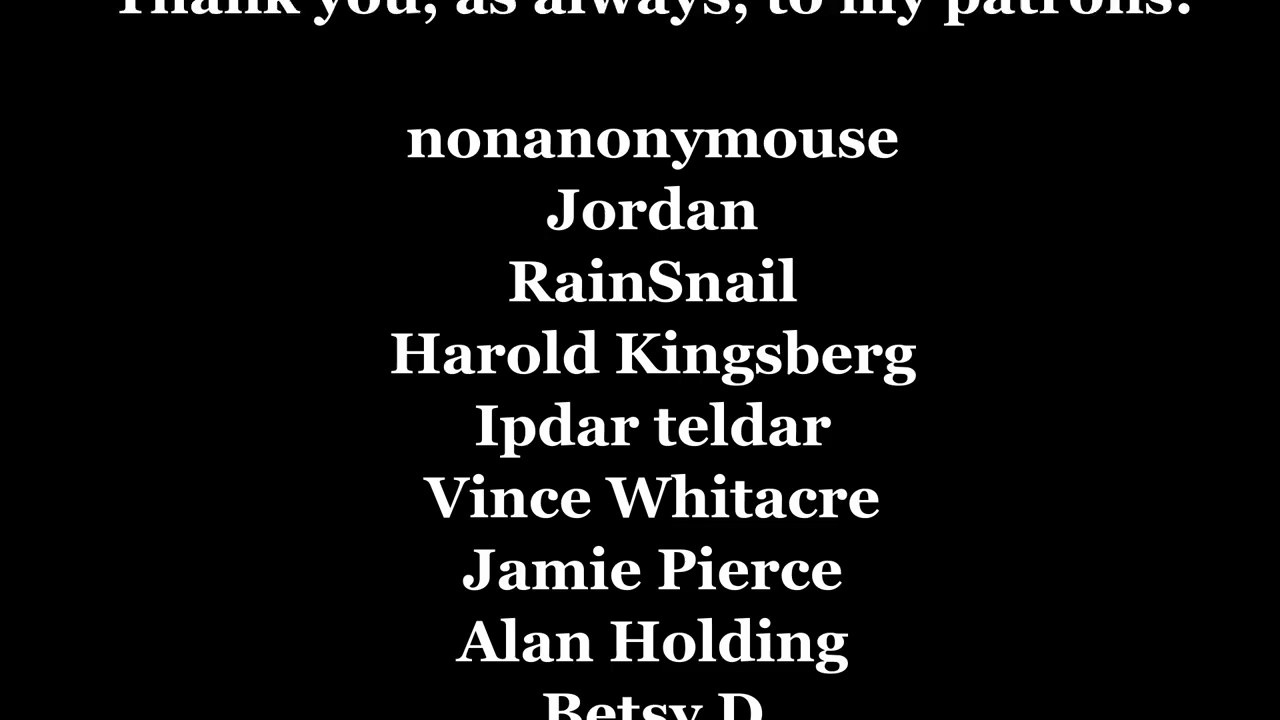 Thank you, as always, to my patrons:
nonanonymouse
Jordan
RainSnail
Harold Kingsberg
Ipdar teldar
Vince Whitacre
Jamie Pierce
Alan Holding
Betsy D